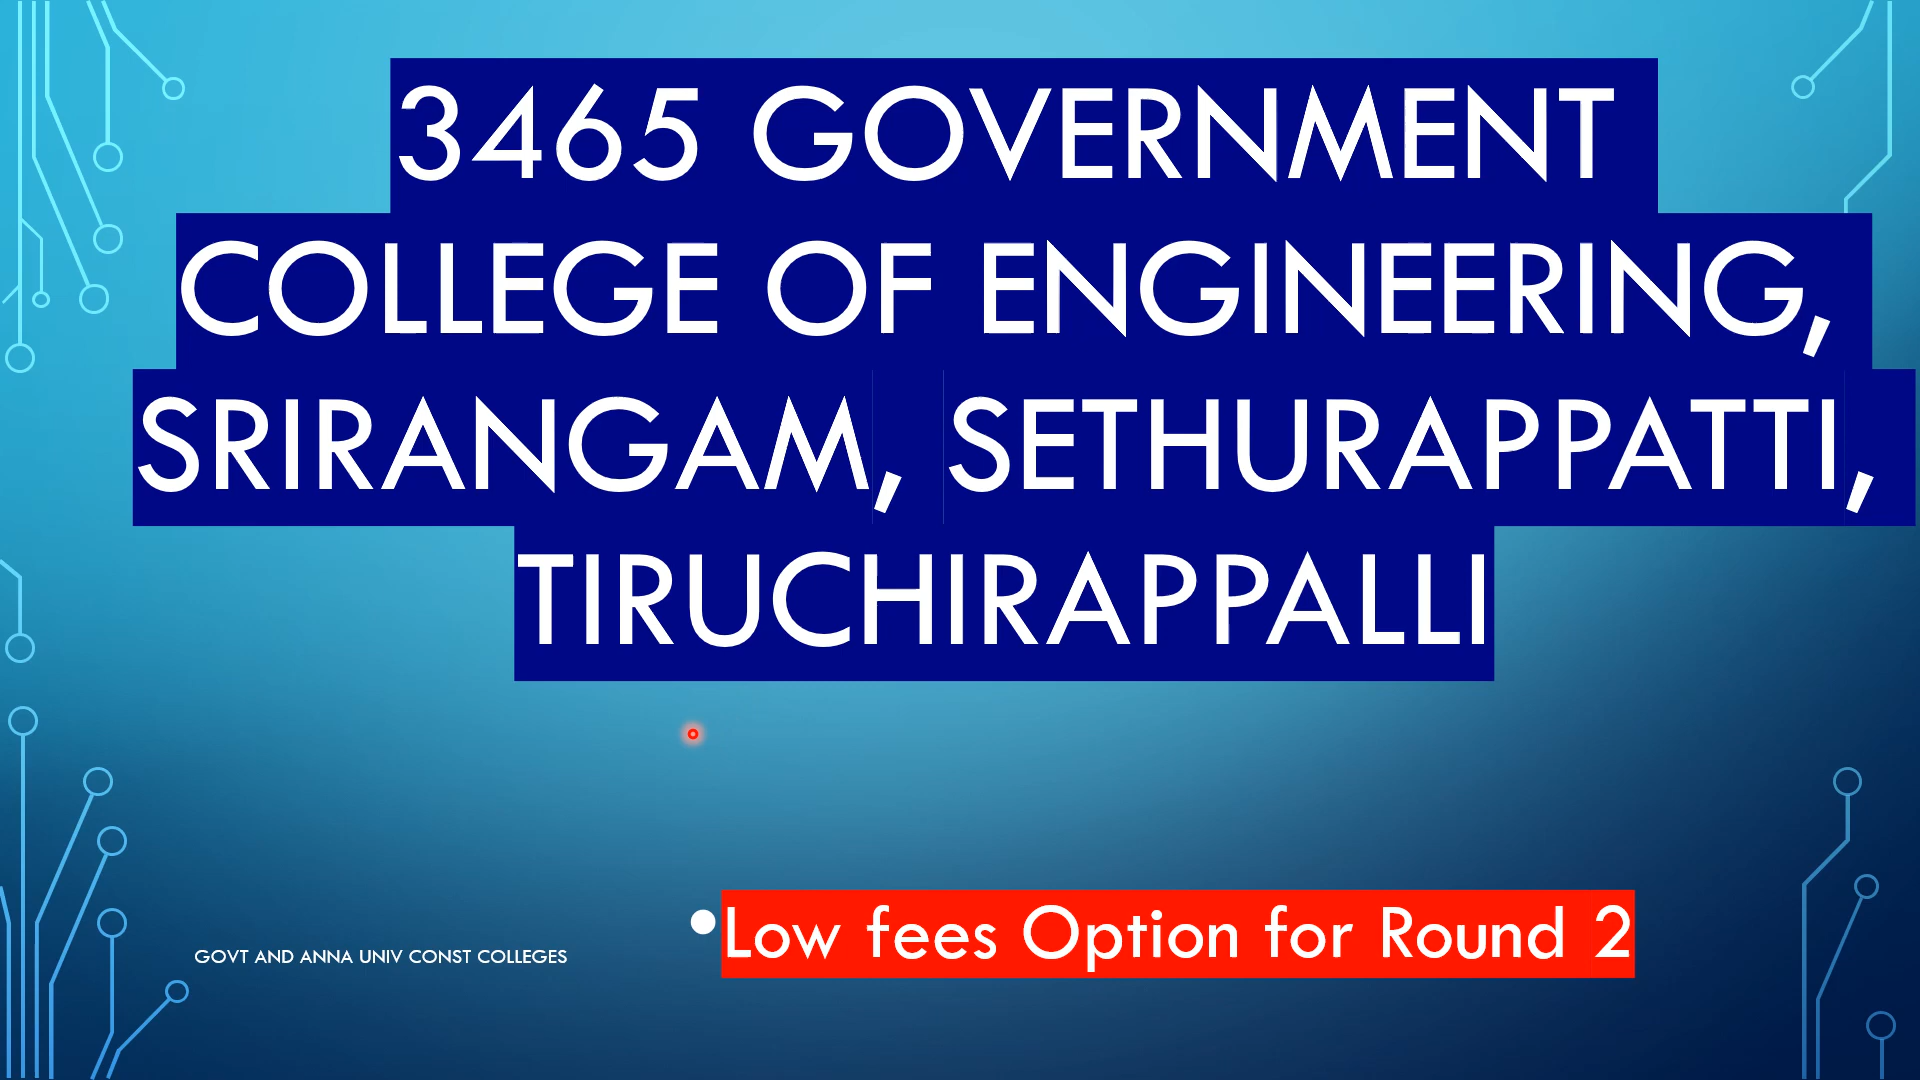 3465 GOVERNMENT
COLLEGE OF ENGINEERING,
SRIRANGAM, SETHURAPPATTI,
TIRUCHIRAPPALLI
•Low fees Option for Round 2
GOVT AND ANNA UNIV CONST COLLEGES